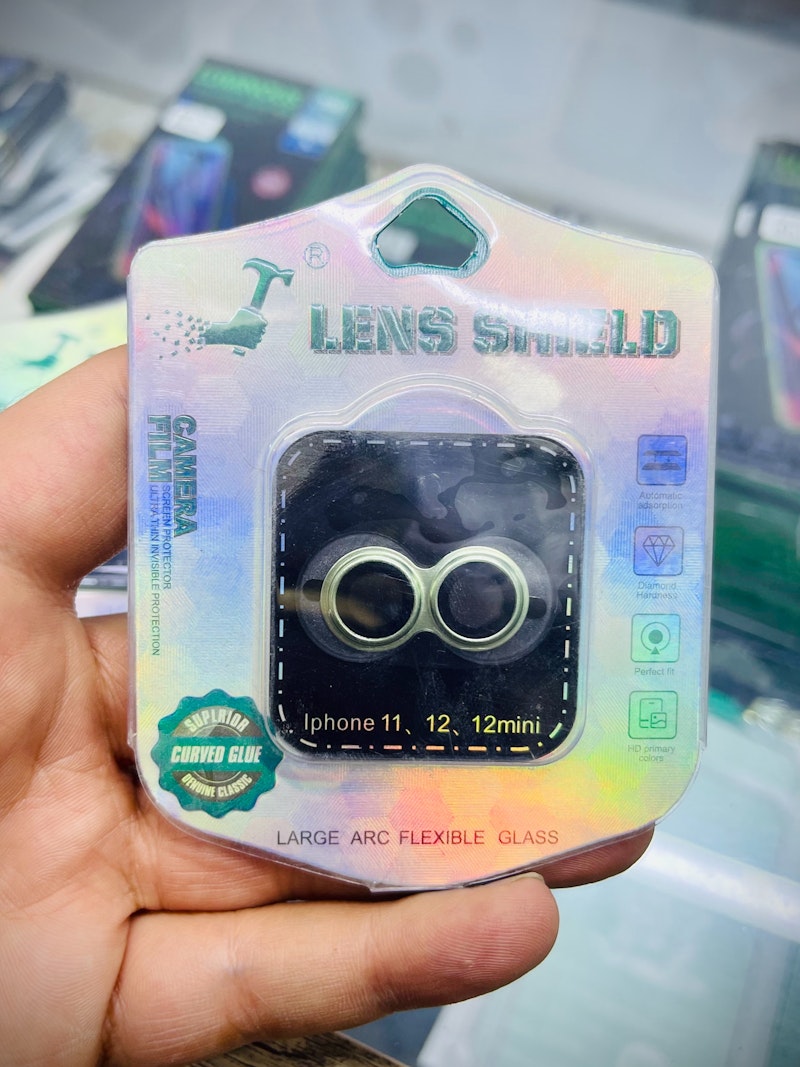 ®
LENS SHIELD
CAMERA
FILM
SCREEN PROTECTOR
ULTRA THIN INVISIBLE PROTECTION
Automatic
adsorption
Diamond
Hardness
Perfect fit
HD primary
colors
Iphone 11、12、12mini
SUPLRIOR
CURVED GLUE
GENUINE CLASSIC
LARGE ARC FLEXIBLE GLASS